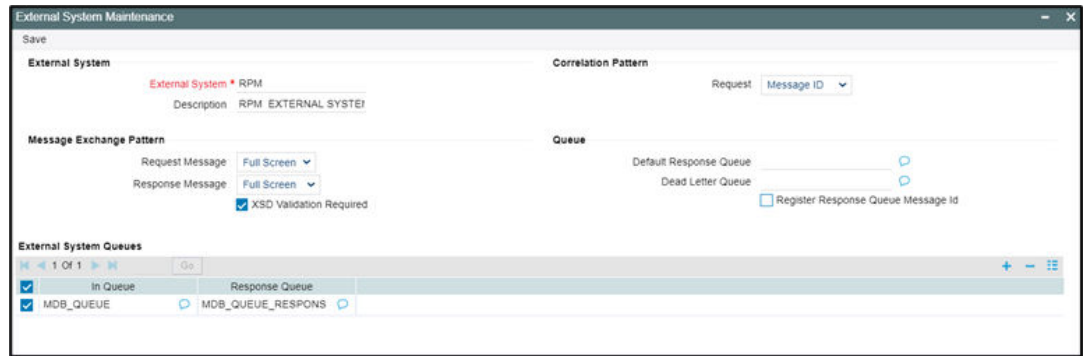 External System Maintenance
Save
External System
External System * RPM
Description RPM EXTERNAL SYSTEM
Correlation Pattern
Request Message ID
Message Exchange Pattern
Request Message Full Screen
Response Message Full Screen
XSD Validation Required
Queue
Default Response Queue
Dead Letter Queue
Register Response Queue Message Id
External System Queues
1 Of 1 Go
In Queue Response Queue
MDB_QUEUE MDB_QUEUE_RESPONS